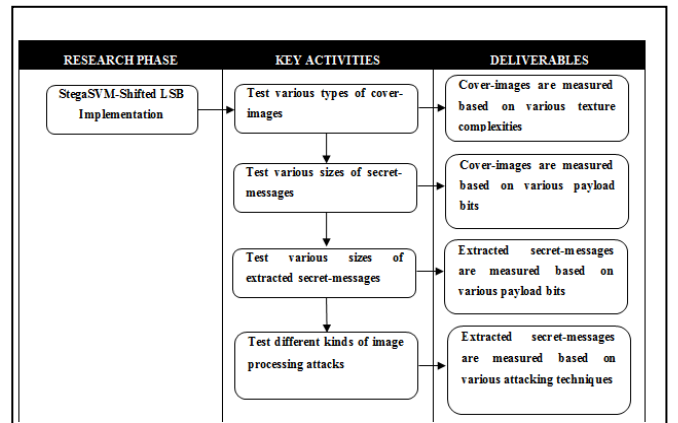 RESEARCH PHASE
KEY ACTIVITIES
DELIVERABLES
StegaSVM-Shifted LSB
Implementation
Test various types of cover-
images
Cover-images are measured
based on various texture
complexities
Test various sizes of secret-
messages
Cover-images are measured
based on various payload
bits
Test various sizes of
extracted secret-messages
Extracted secret-messages
are measured based on
various payload bits
Test different kinds of image
processing attacks
Extracted secret-messages
are measured based on
various attacking techniques